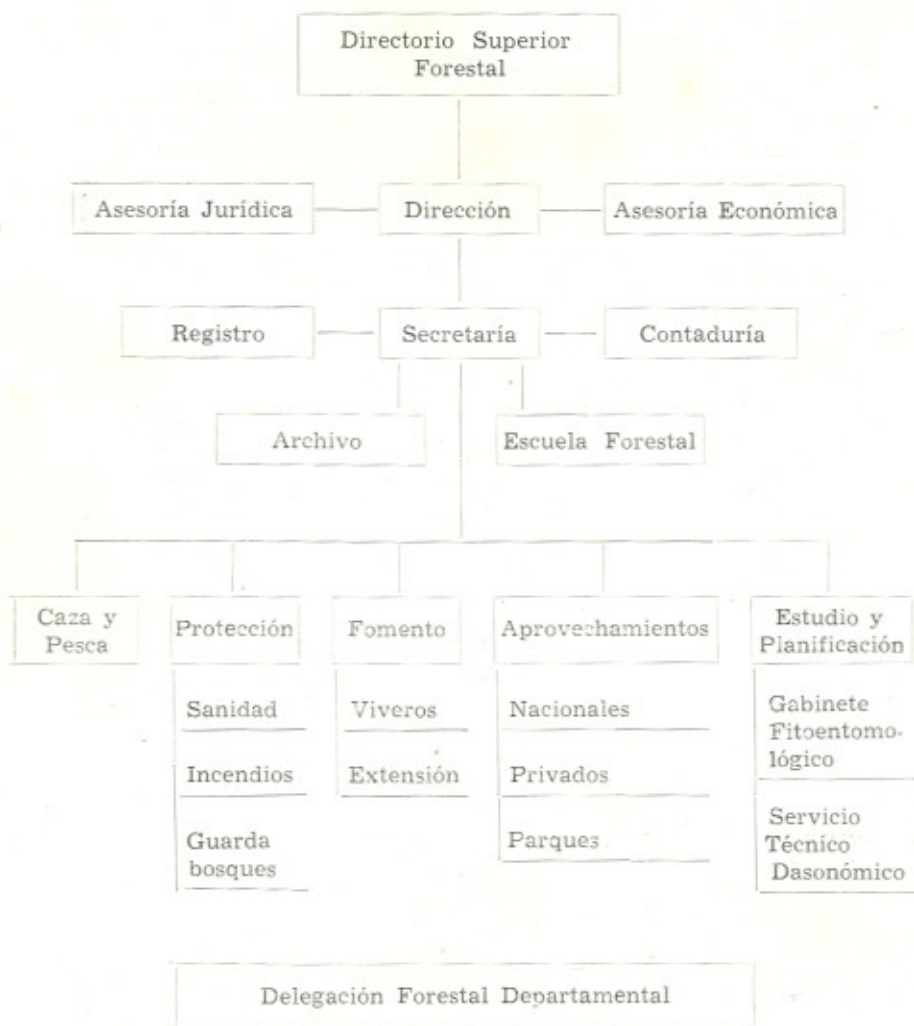 Directorio Superior
Forestal
Asesoría Jurídica
Dirección
Asesoría Económica
Registro
Secretaría
Contaduría
Archivo
Escuela Forestal
Caza y
Pesca
Protección
Fomento
Aprovechamientos
Estudio y
Planificación
Sanidad
Incendios
Guarda
bosques
Viveros
Extensión
Nacionales
Privados
Parques
Gabinete
Fitoentomo-
lógico
Servicio
Técnico
Dasonómico
Delegación Forestal Departamental